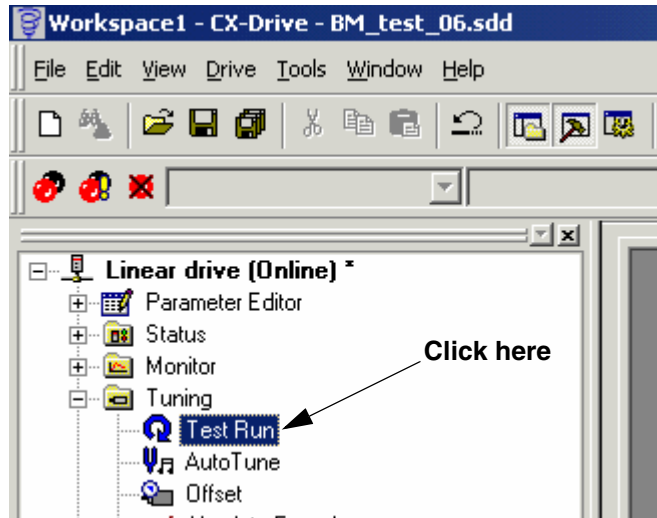 Workspace1 - CX-Drive - BM_test_06.sdd
File Edit View Drive Tools Window Help
Linear drive (Online) *
Parameter Editor
Status
Monitor
Click here
Tuning
Test Run
AutoTune
Offset